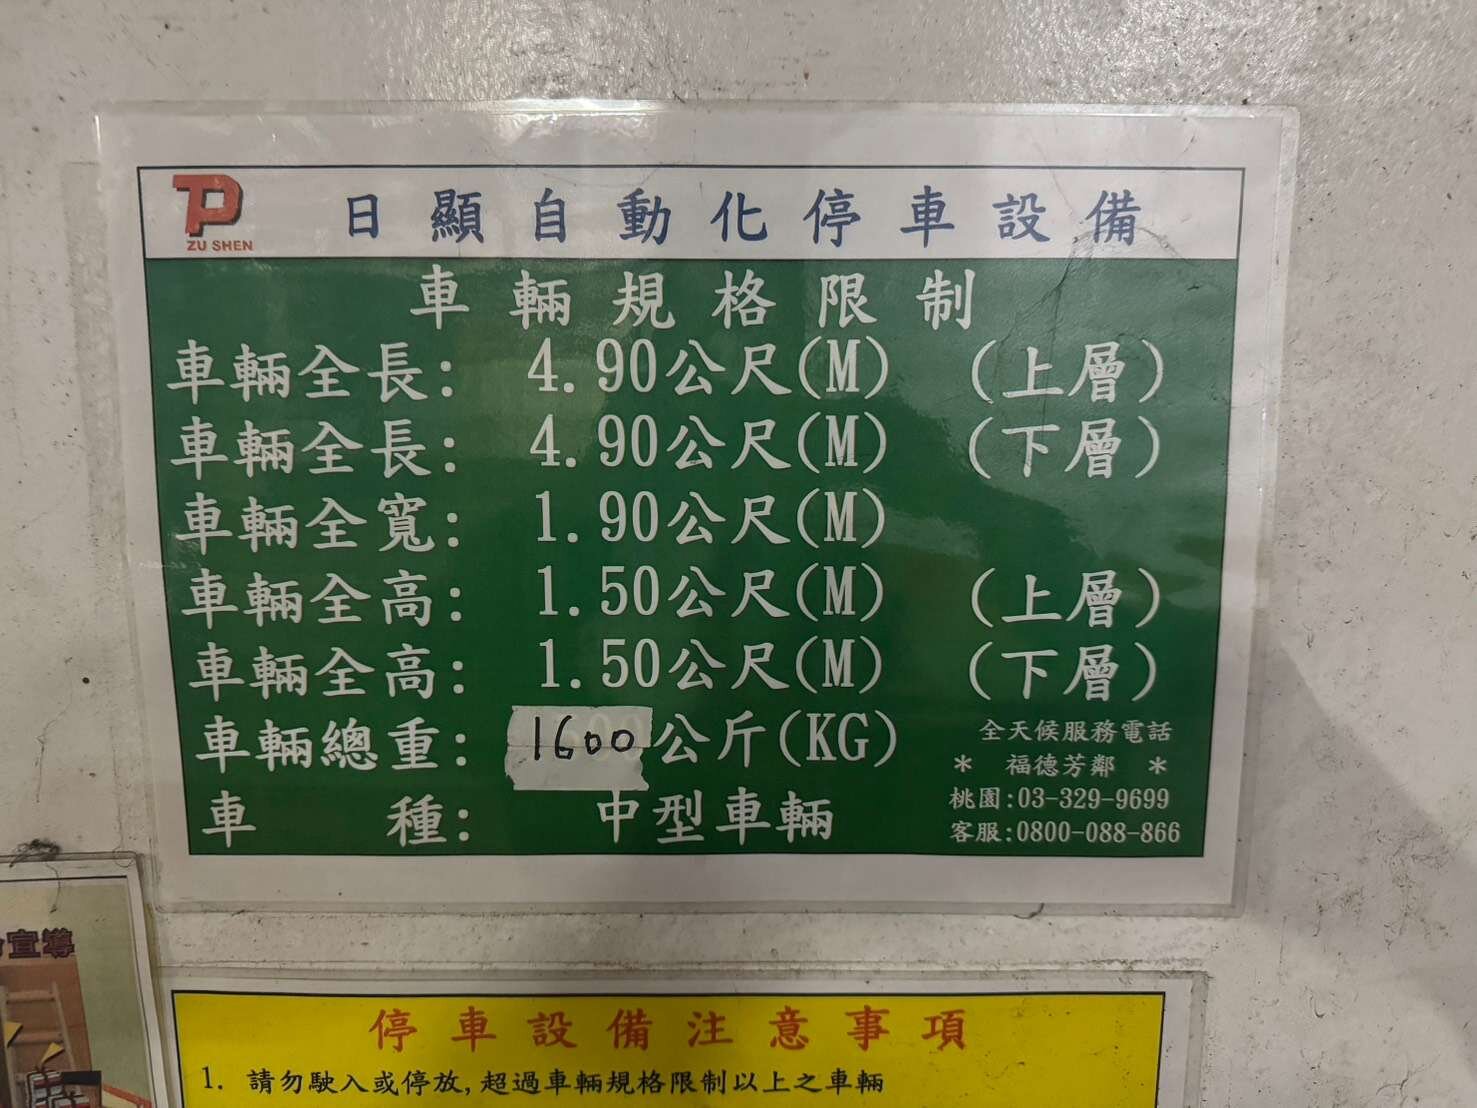 TP
ZU SHEN
日顯自動化停車設備
車輛規格限制
車輛全長: 4.90公尺(M) (上層)
車輛全長: 4.90公尺(M) (下層)
車輛全寬: 1.90公尺(M)
車輛全高: 1.50公尺(M) (上層)
車輛全高: 1.50公尺(M) (下層)
車輛總重: 1600公斤(KG)
車種: 中型車輛
全天候服務電話
* 福德芳鄰 *
桃園:03-329-9699
客服:0800-088-866
宣導
停車設備注意事項
1. 請勿駛入或停放,超過車輛規格限制以上之車輛